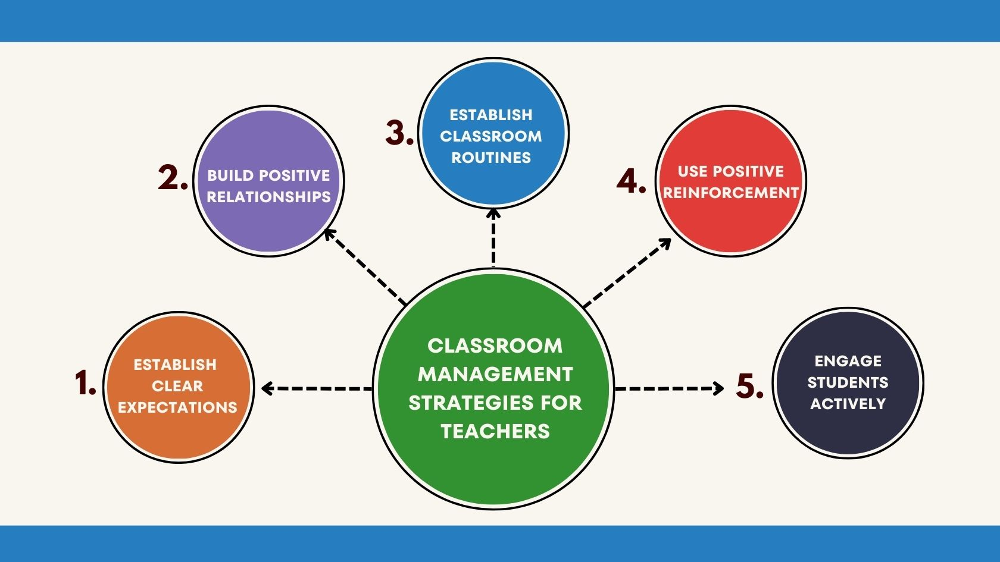 3.
ESTABLISH
CLASSROOM
ROUTINES
2.
BUILD POSITIVE
RELATIONSHIPS
4.
USE POSITIVE
REINFORCEMENT
1.
ESTABLISH
CLEAR
EXPECTATIONS
CLASSROOM
MANAGEMENT
STRATEGIES FOR
TEACHERS
5.
ENGAGE
STUDENTS
ACTIVELY